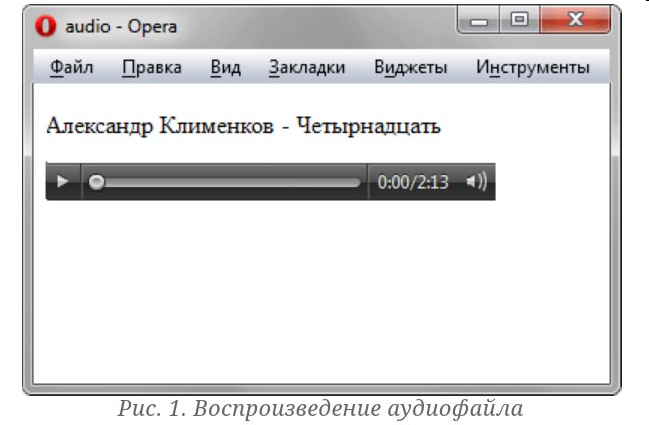 audio - Opera
Файл Правка Вид Закладки Виджеты Инструменты
Александр Клименков - Четырнадцать
0:00/2:13
Рис. 1. Воспроизведение аудиофайла